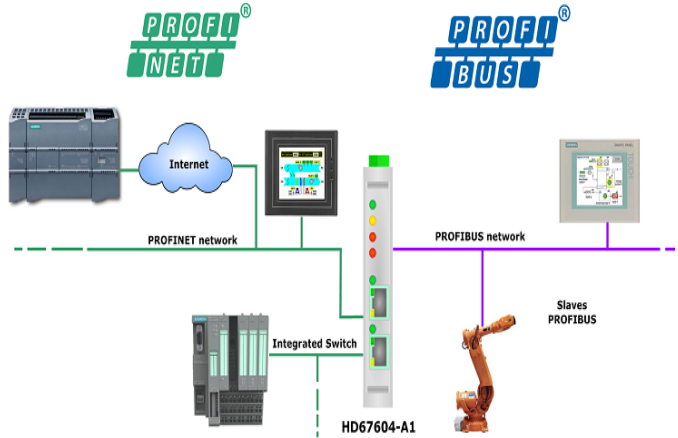 PROFI®
NET
PROFI®
BUS
Internet
PROFINET network
PROFIBUS network
Slaves
PROFIBUS
Integrated Switch
HD67604-A1